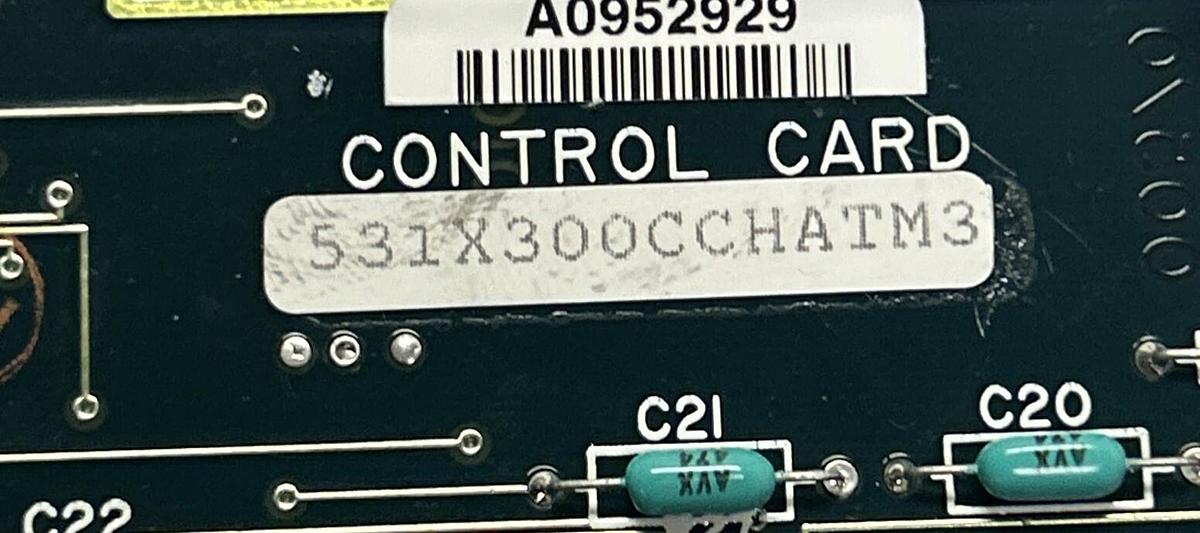 A0952929
CONTROL CARD
531X300CCHATM3
C21
C20
AVX
AVX
C22